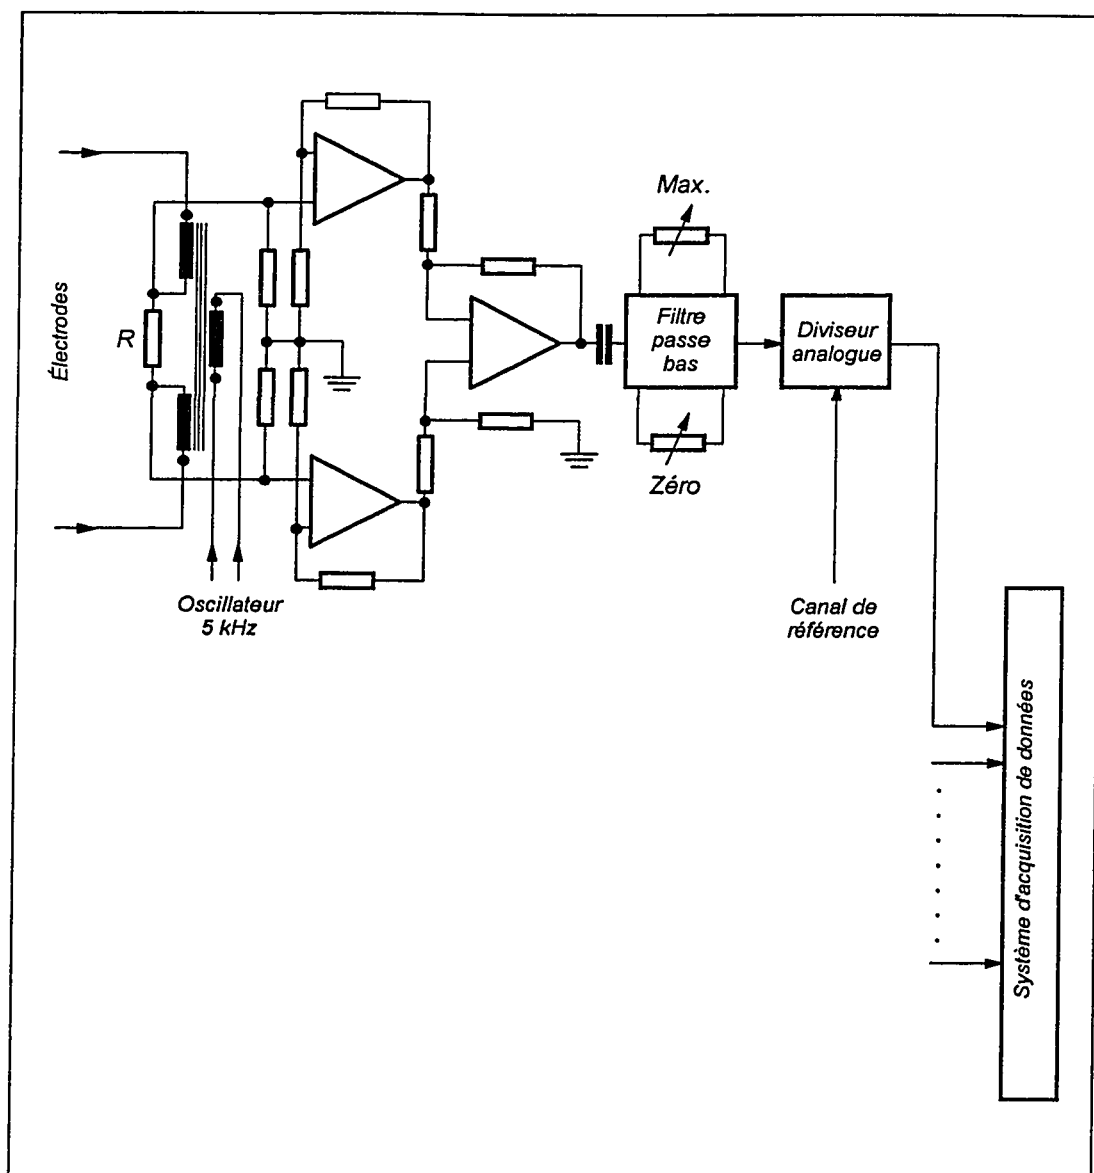 Électrodes
R
Oscillateur
5 kHz
Max.
Filtre
passe
bas
Zéro
Diviseur
analogue
Canal de
référence
Système d'acquisition de données